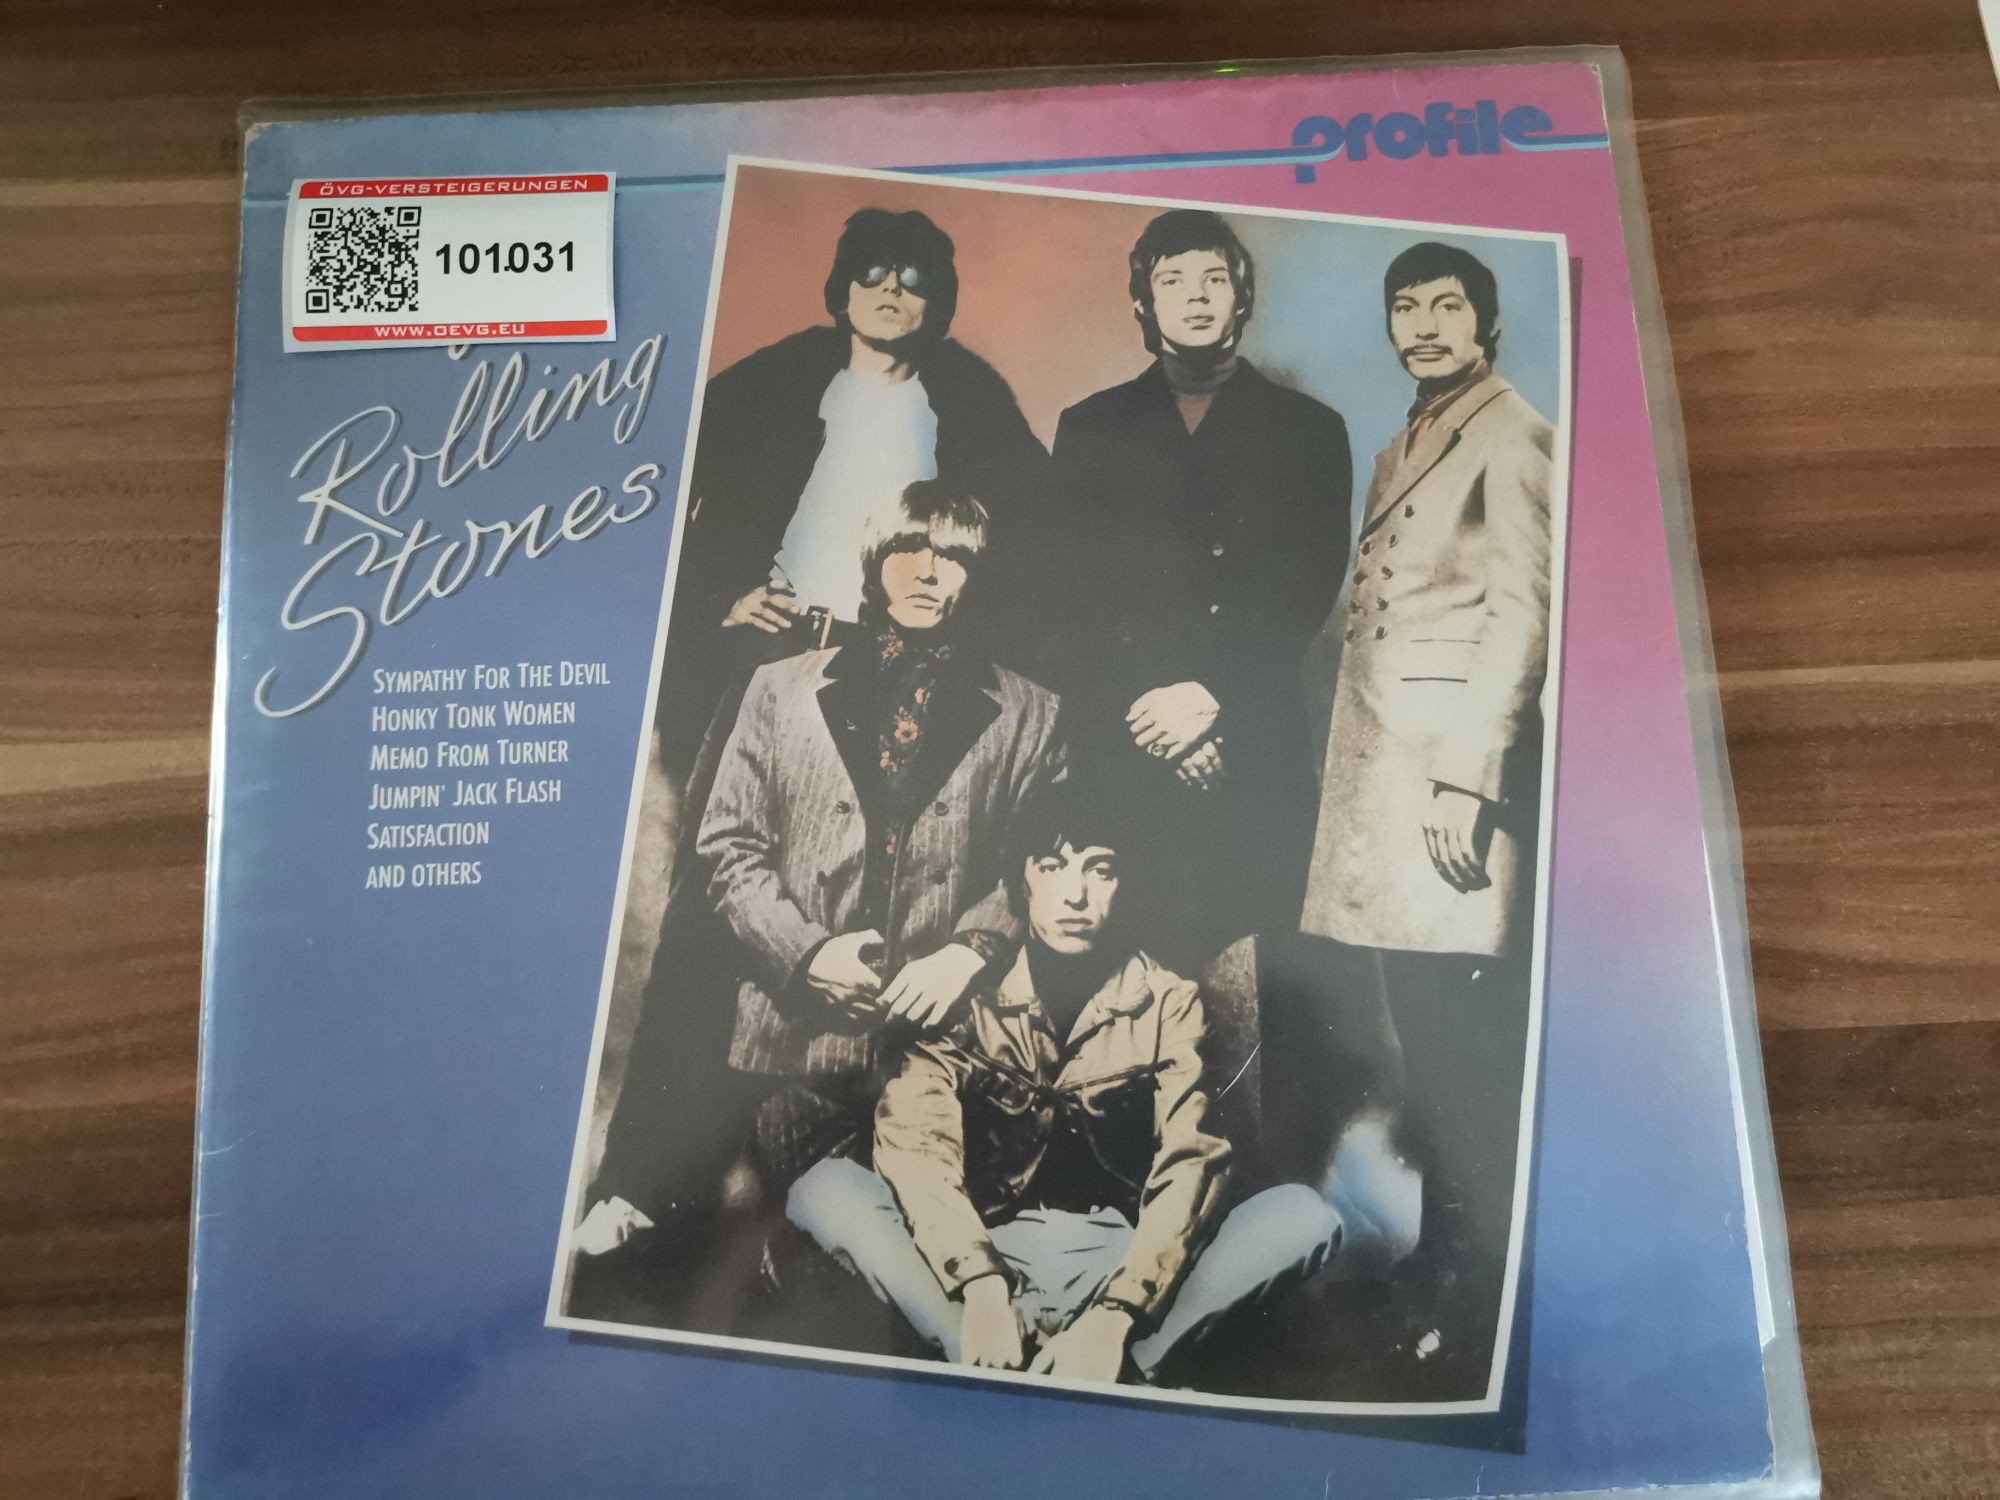 profile
ÖVG-VERSTEIGERUNGEN
101.031
WWW.OEVG.EU
Rolling
Stones
SYMPATHY FOR THE DEVIL
HONKY TONK WOMEN
MEMO FROM TURNER
JUMPIN' JACK FLASH
SATISFACTION
AND OTHERS